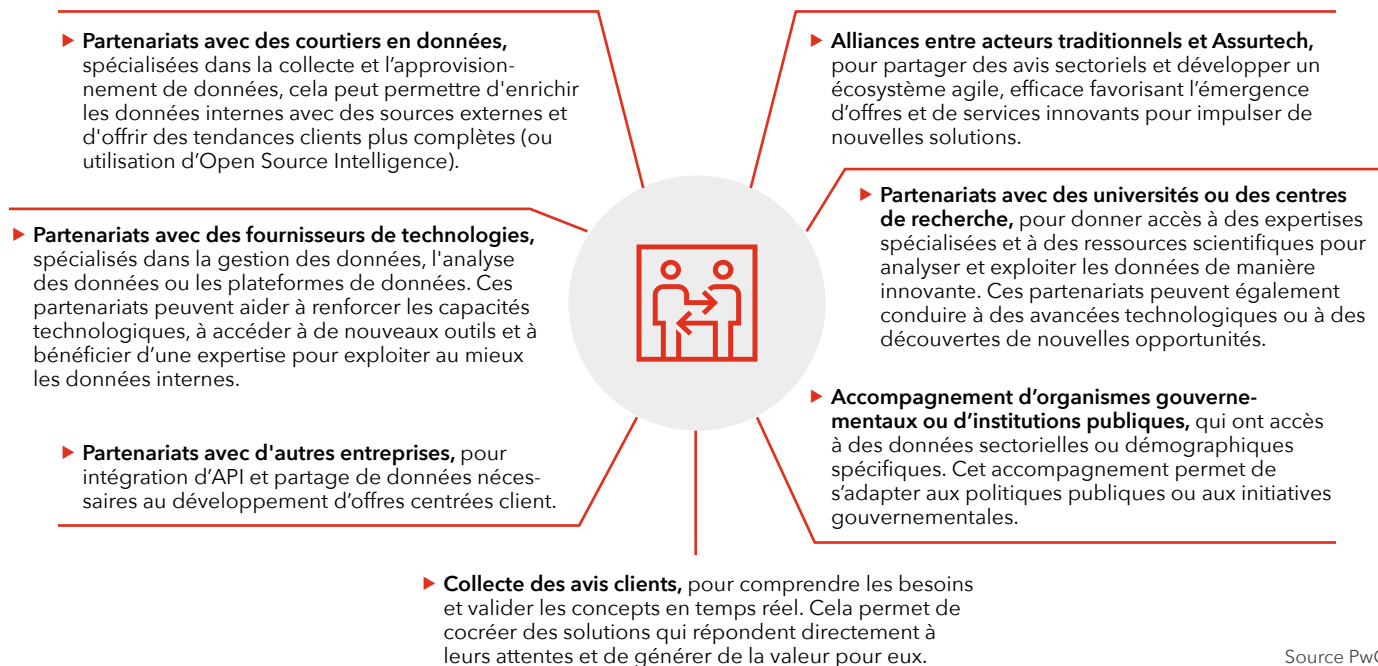 ▶ Partenariats avec des courtiers en données,
spécialisées dans la collecte et l’approvision-
nement de données, cela peut permettre d'enrichir
les données internes avec des sources externes et
d'offrir des tendances clients plus complètes (ou
utilisation d’Open Source Intelligence).
▶ Partenariats avec des fournisseurs de technologies,
spécialisés dans la gestion des données, l'analyse
des données ou les plateformes de données. Ces
partenariats peuvent aider à renforcer les capacités
technologiques, à accéder à de nouveaux outils et à
bénéficier d’une expertise pour exploiter au mieux
les données internes.
▶ Partenariats avec d'autres entreprises, pour
intégration d’API et partage de données néces-
saires au développement d’offres centrées client.
▶ Alliances entre acteurs traditionnels et Assurtech,
pour partager des avis sectoriels et développer un
écosystème agile, efficace favorisant l’émergence
d’offres et de services innovants pour impulser de
nouvelles solutions.
▶ Partenariats avec des universités ou des centres
de recherche, pour donner accès à des expertises
spécialisées et à des ressources scientifiques pour
analyser et exploiter les données de manière
innovante. Ces partenariats peuvent également
conduire à des avancées technologiques ou à des
découvertes de nouvelles opportunités.
▶ Accompagnement d’organismes gouverne-
mentaux ou d’institutions publiques, qui ont accès
à des données sectorielles ou démographiques
spécifiques. Cet accompagnement permet de
s’adapter aux politiques publiques ou aux initiatives
gouvernementales.
▶ Collecte des avis clients, pour comprendre les besoins
et valider les concepts en temps réel. Cela permet de
cocréer des solutions qui répondent directement à
leurs attentes et de générer de la valeur pour eux.
Source PwC